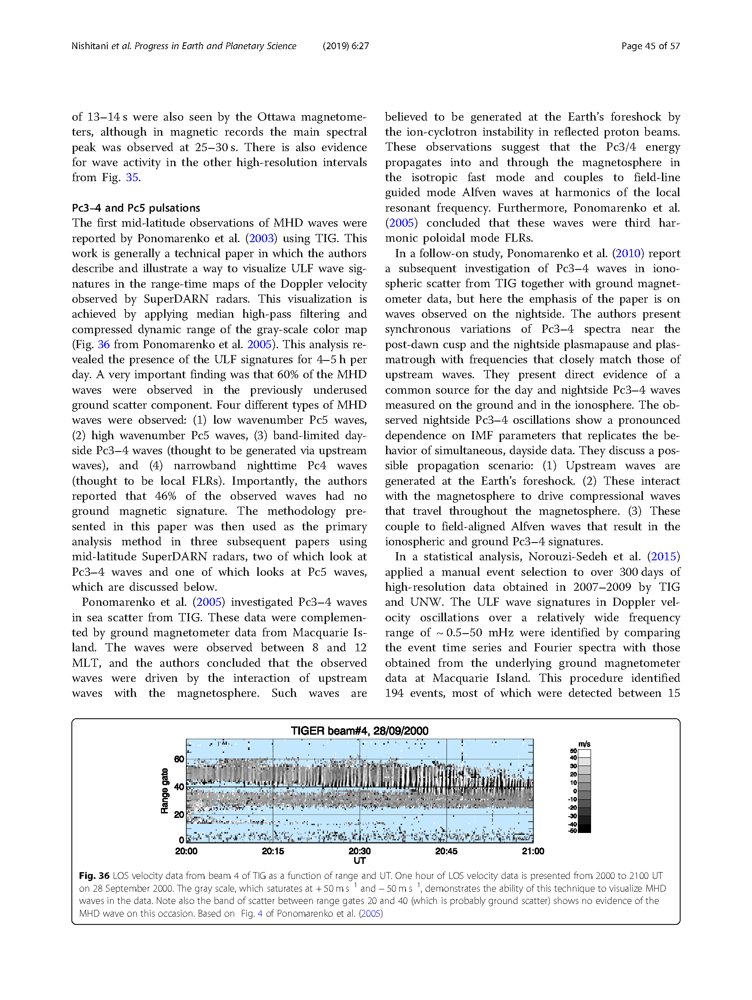 Nishitani et al. Progress in Earth and Planetary Science (2019) 6:27 Page 45 of 57
of 13–14 s were also seen by the Ottawa magnetome-
ters, although in magnetic records the main spectral
peak was observed at 25–30 s. There is also evidence
for wave activity in the other high-resolution intervals
from Fig. 35.
Pc3–4 and Pc5 pulsations
The first mid-latitude observations of MHD waves were
reported by Ponomarenko et al. (2003) using TIG. This
work is generally a technical paper in which the authors
describe and illustrate a way to visualize ULF wave sig-
natures in the range-time maps of the Doppler velocity
observed by SuperDARN radars. This visualization is
achieved by applying median high-pass filtering and
compressed dynamic range of the gray-scale color map
(Fig. 36 from Ponomarenko et al. 2005). This analysis re-
vealed the presence of the ULF signatures for 4–5 h per
day. A very important finding was that 60% of the MHD
waves were observed in the previously underused
ground scatter component. Four different types of MHD
waves were observed: (1) low wavenumber Pc5 waves,
(2) high wavenumber Pc5 waves, (3) band-limited day-
side Pc3–4 waves (thought to be generated via upstream
waves), and (4) narrowband nighttime Pc4 waves
(thought to be local FLRs). Importantly, the authors
reported that 46% of the observed waves had no
ground magnetic signature. The methodology pre-
sented in this paper was then used as the primary
analysis method in three subsequent papers using
mid-latitude SuperDARN radars, two of which look at
Pc3–4 waves and one of which looks at Pc5 waves,
which are discussed below.
Ponomarenko et al. (2005) investigated Pc3–4 waves
in sea scatter from TIG. These data were complemen-
ted by ground magnetometer data from Macquarie Is-
land. The waves were observed between 8 and 12
MLT, and the authors concluded that the observed
waves were driven by the interaction of upstream
waves with the magnetosphere. Such waves are
believed to be generated at the Earth's foreshock by
the ion-cyclotron instability in reflected proton beams.
These observations suggest that the Pc3/4 energy
propagates into and through the magnetosphere in
the isotropic fast mode and couples to field-line
guided mode Alfven waves at harmonics of the local
resonant frequency. Furthermore, Ponomarenko et al.
(2005) concluded that these waves were third har-
monic poloidal mode FLRs.
In a follow-on study, Ponomarenko et al. (2010) report
a subsequent investigation of Pc3–4 waves in iono-
spheric scatter from TIG together with ground magnet-
ometer data, but here the emphasis of the paper is on
waves observed on the nightside. The authors present
synchronous variations of Pc3–4 spectra near the
post-dawn cusp and the nightside plasmapause and plas-
matrough with frequencies that closely match those of
upstream waves. They present direct evidence of a
common source for the day and nightside Pc3–4 waves
measured on the ground and in the ionosphere. The ob-
served nightside Pc3–4 oscillations show a pronounced
dependence on IMF parameters that replicates the be-
havior of simultaneous, dayside data. They discuss a pos-
sible propagation scenario: (1) Upstream waves are
generated at the Earth's foreshock. (2) These interact
with the magnetosphere to drive compressional waves
that travel throughout the magnetosphere. (3) These
couple to field-aligned Alfven waves that result in the
ionospheric and ground Pc3–4 signatures.
In a statistical analysis, Norouzi-Sedeh et al. (2015)
applied a manual event selection to over 300 days of
high-resolution data obtained in 2007–2009 by TIG
and UNW. The ULF wave signatures in Doppler vel-
ocity oscillations over a relatively wide frequency
range of ~ 0.5–50 mHz were identified by comparing
the event time series and Fourier spectra with those
obtained from the underlying ground magnetometer
data at Macquarie Island. This procedure identified
194 events, most of which were detected between 15
TIGER beam#4, 28/09/2000
Range gate
60
40
20
0
20:00 20:15 20:30 20:45 21:00
UT
m/s
50
40
30
20
10
0
-10
-20
-30
-40
-50
Fig. 36 LOS velocity data from beam 4 of TIG as a function of range and UT. One hour of LOS velocity data is presented from 2000 to 2100 UT
on 28 September 2000. The gray scale, which saturates at + 50 m s 1 and − 50 m s 1, demonstrates the ability of this technique to visualize MHD
waves in the data. Note also the band of scatter between range gates 20 and 40 (which is probably ground scatter) shows no evidence of the
MHD wave on this occasion. Based on Fig. 4 of Ponomarenko et al. (2005)